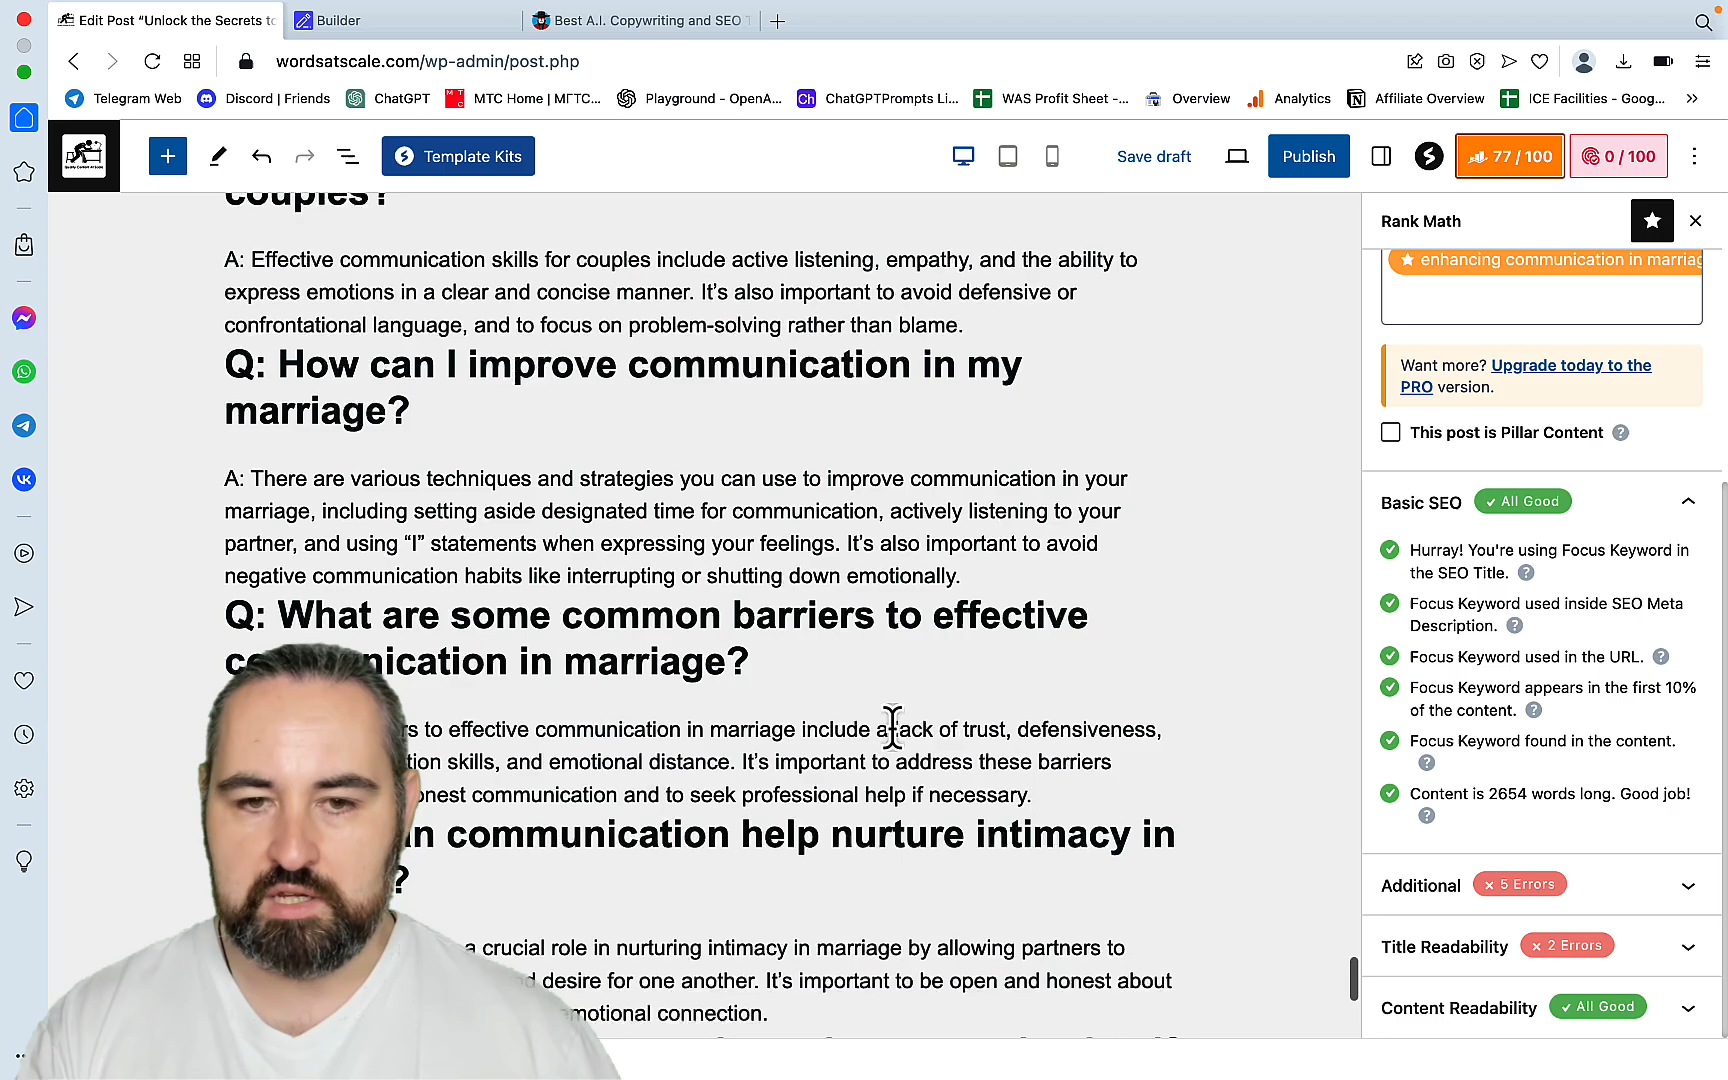 Edit Post “Unlock the Secrets to
Builder
Best A.I. Copywriting and SEO T
wordsatscale.com/wp-admin/post.php
Telegram Web
Discord | Friends
ChatGPT
MTC Home | МГТС...
Playground - OpenA...
ChatGPTPrompts Li...
WAS Profit Sheet -...
Overview
Analytics
Affiliate Overview
ICE Facilities - Goog...
Template Kits
Save draft
Publish
77 / 100
0 / 100
couples?
A: Effective communication skills for couples include active listening, empathy, and the ability to
express emotions in a clear and concise manner. It’s also important to avoid defensive or
confrontational language, and to focus on problem-solving rather than blame.
Q: How can I improve communication in my
marriage?
A: There are various techniques and strategies you can use to improve communication in your
marriage, including setting aside designated time for communication, actively listening to your
partner, and using “I” statements when expressing your feelings. It’s also important to avoid
negative communication habits like interrupting or shutting down emotionally.
Q: What are some common barriers to effective
in marriage?
to effective communication in marriage include a lack of trust, defensiveness,
skills, and emotional distance. It’s important to address these barriers
communication and to seek professional help if necessary.
communication help nurture intimacy in
?
a crucial role in nurturing intimacy in marriage by allowing partners to
desire for one another. It’s important to be open and honest about
connection.
Rank Math
enhancing communication in marriag
Want more? Upgrade today to the
PRO version.
This post is Pillar Content
Basic SEO
All Good
Hurray! You're using Focus Keyword in
the SEO Title.
Focus Keyword used inside SEO Meta
Description.
Focus Keyword used in the URL.
Focus Keyword appears in the first 10%
of the content.
Focus Keyword found in the content.
Content is 2654 words long. Good job!
Additional
5 Errors
Title Readability
2 Errors
Content Readability
All Good